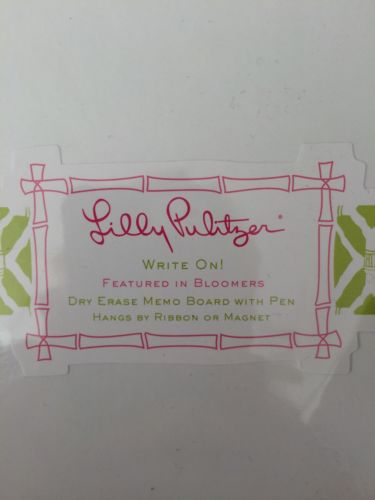 Lilly Pulitzer®
WRITE ON!
FEATURED IN BLOOMERS
DRY ERASE MEMO BOARD WITH PEN
HANGS BY RIBBON OR MAGNET